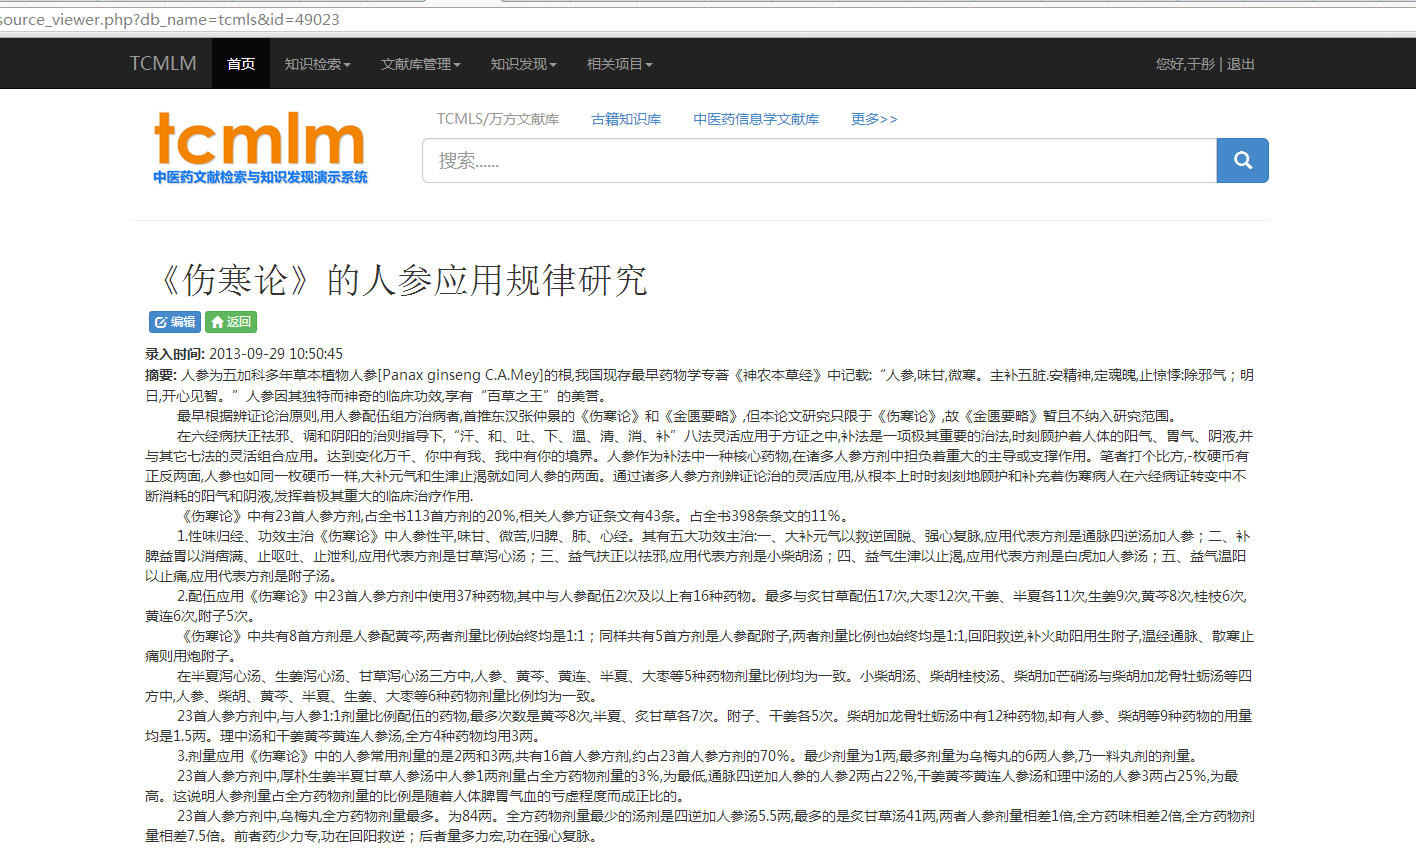 source_viewer.php?db_name=tcmls&id=49023
TCMLM 首页 知识检索 文献库管理 知识发现 相关项目 您好,于彤 | 退出
TCMLS/万方文献库 古籍知识库 中医药信息学文献库 更多>>
tcmlm
中医药文献检索与知识发现演示系统
搜索......
《伤寒论》的人参应用规律研究
编辑 返回
录入时间: 2013-09-29 10:50:45
摘要: 人参为五加科多年草本植物人参[Panax ginseng C.A.Mey]的根,我国现存最早药物学专著《神农本草经》中记载:“人参,味甘,微寒。主补五脏.安精神,定魂魄,止惊悸:除邪气；明
日,开心见智。”人参因其独特而神奇的临床功效,享有“百草之王”的美誉。
最早根据辨证论治原则,用人参配伍组方治病者,首推东汉张仲景的《伤寒论》和《金匮要略》,但本论文研究只限于《伤寒论》,故《金匮要略》暂且不纳入研究范围。
在六经病扶正祛邪、调和阴阳的治则指导下,“汗、和、吐、下、温、清、消、补”八法灵活应用于方证之中,补法是一项极其重要的治法,时刻顾护着人体的阳气、胃气、阴液,并
与其它七法的灵活组合应用。达到变化万千、你中有我、我中有你的境界。人参作为补法中一种核心药物,在诸多人参方剂中担负着重大的主导或支撑作用。笔者打个比方,-枚硬币有
正反两面,人参也如同一枚硬币一样,大补元气和生津止渴就如同人参的两面。通过诸多人参方剂辨证论治的灵活应用,从根本上时时刻刻地顾护和补充着伤寒病人在六经病证转变中不
断消耗的阳气和阴液,发挥着极其重大的临床治疗作用.
《伤寒论》中有23首人参方剂,占全书113首方剂的20%,相关人参方证条文有43条。占全书398条条文的11%。
1.性味归经、功效主治《伤寒论》中人参性平,味甘、微苦,归脾、肺、心经。其有五大功效主治:一、大补元气以救逆固脱、强心复脉,应用代表方剂是通脉四逆汤加人参；二、补
脾益胃以消痞满、止呕吐、止泄利,应用代表方剂是甘草泻心汤；三、益气扶正以祛邪,应用代表方剂是小柴胡汤；四、益气生津以止渴,应用代表方剂是白虎加人参汤；五、益气温阳
以止痛,应用代表方剂是附子汤。
2.配伍应用《伤寒论》中23首人参方剂中使用37种药物,其中与人参配伍2次及以上有16种药物。最多与炙甘草配伍17次,大枣12次,干姜、半夏各11次,生姜9次,黄芩8次,桂枝6次,
黄连6次,附子5次。
《伤寒论》中共有8首方剂是人参配黄芩,两者剂量比例始终均是1:1；同样共有5首方剂是人参配附子,两者剂量比例也始终均是1:1,回阳救逆,补火助阳用生附子,温经通脉、散寒止
痛则用炮附子。
在半夏泻心汤、生姜泻心汤、甘草泻心汤三方中,人参、黄芩、黄连、半夏、大枣等5种药物剂量比例均为一致。小柴胡汤、柴胡桂枝汤、柴胡加芒硝汤与柴胡加龙骨牡蛎汤等四
方中,人参、柴胡、黄芩、半夏、生姜、大枣等6种药物剂量比例均为一致。
23首人参方剂中,与人参1:1剂量比例配伍的药物,最多次数是黄芩8次,半夏、炙甘草各7次。附子、干姜各5次。柴胡加龙骨牡蛎汤中有12种药物,却有人参、柴胡等9种药物的用量
均是1.5两。理中汤和干姜黄芩黄连人参汤,全方4种药物均用3两。
3.剂量应用《伤寒论》中的人参常用剂量的是2两和3两,共有16首人参方剂,约占23首人参方剂的70%。最少剂量为1两,最多剂量为乌梅丸的6两人参,乃一料丸剂的剂量。
23首人参方剂中,厚朴生姜半夏甘草人参汤中人参1两剂量占全方药物剂量的3%,为最低,通脉四逆加人参的人参2两占22%,干姜黄芩黄连人参汤和理中汤的人参3两占25%,为最
高。这说明人参剂量占全方药物剂量的比例是随着人体脾胃气血的亏虚程度而成正比的。
23首人参方剂中,乌梅丸全方药物剂量最多。为84两。全方药物剂量最少的汤剂是四逆加人参汤5.5两,最多的是炙甘草汤41两,两者人参剂量相差1倍,全方药味相差2倍,全方药物剂
量相差7.5倍。前者药少力专,功在回阳救逆；后者量多力宏,功在强心复脉。